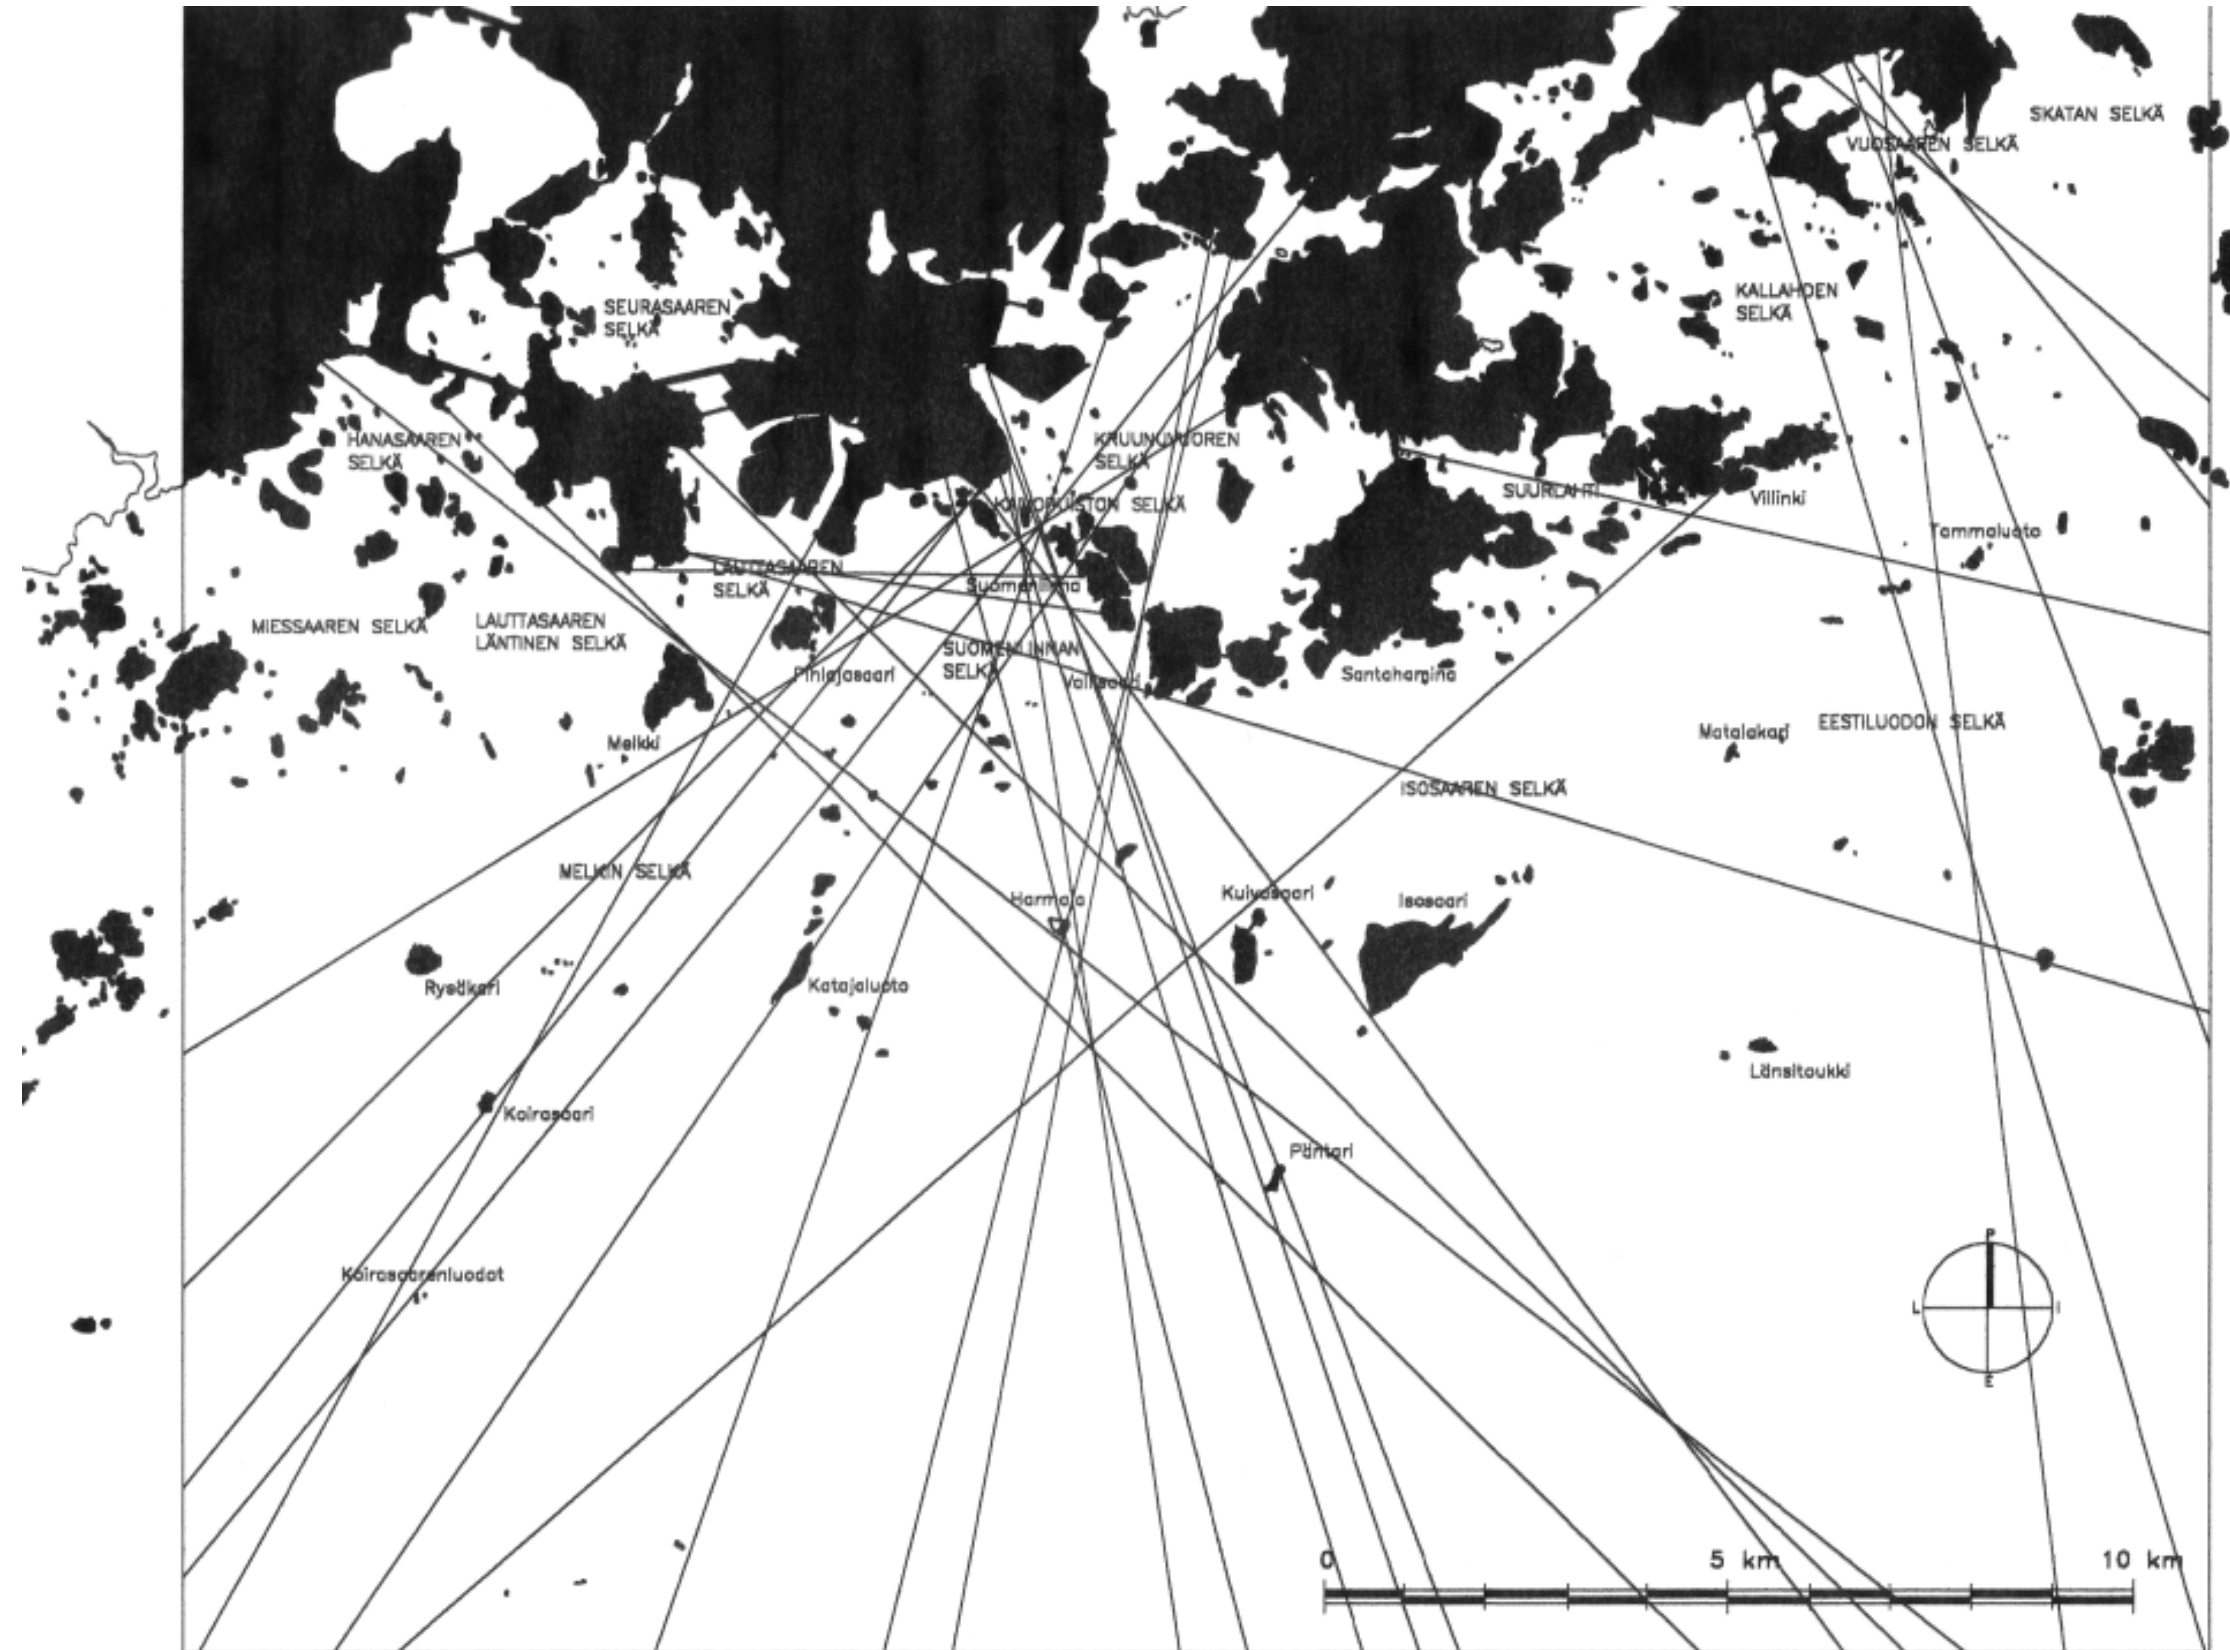 SKATAN SELKÄ
VUOSAAREN SELKÄ
KALLAHDEN
SELKÄ
SEURASAAREN
SELKÄ
HANASAAREN
SELKÄ
KRUUNUVUOREN
SELKÄ
KAIVOPUISTON SELKÄ
SUURLAHTI
Villinki
Tammaluoto
LAUTTASAAREN
SELKÄ
Suomenlinna
MIESSAAREN SELKÄ
LAUTTASAAREN
LÄNTINEN SELKÄ
SUOMENLINNAN
SELKÄ
Pihlajasaari
Vallisaari
Santahamina
Melkki
Matalakari
EESTILUODON SELKÄ
ISOSAAREN SELKÄ
MELKIN SELKÄ
Harmaja
Kuivasaari
Isosaari
Rysäkari
Katajaluoto
Länsitoukki
Koirasaari
Päntäri
Koirasaarenluodot
P
L
I
E
0
5 km
10 km